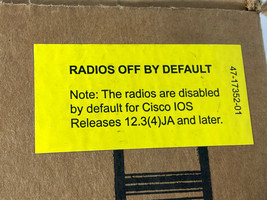 RADIOS OFF BY DEFAULT
Note: The radios are disabled
by default for Cisco IOS
Releases 12.3(4)JA and later.
47-17352-01